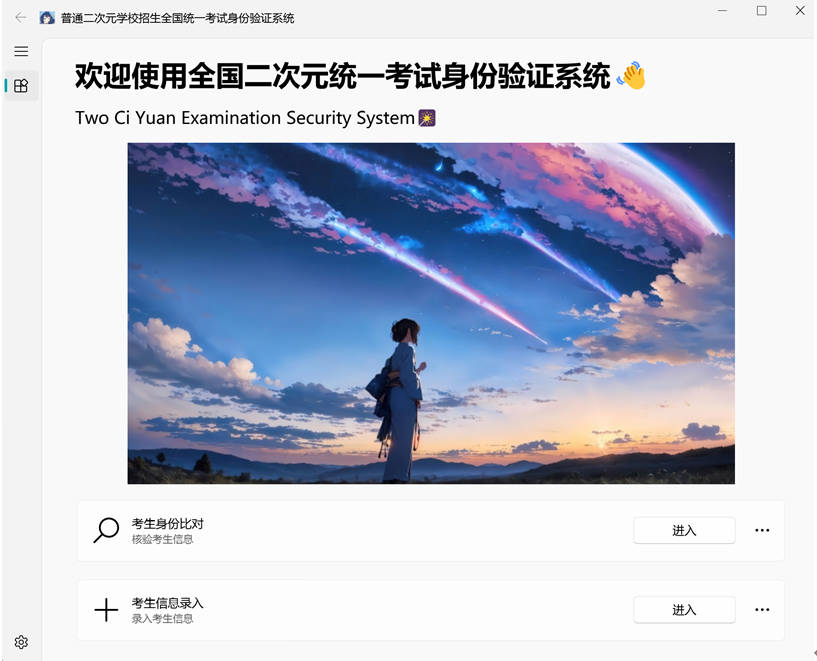 普通二次元学校招生全国统一考试身份验证系统
欢迎使用全国二次元统一考试身份验证系统👋
Two Ci Yuan Examination Security System🎇
考生身份比对
核验考生信息
进入
考生信息录入
录入考生信息
进入